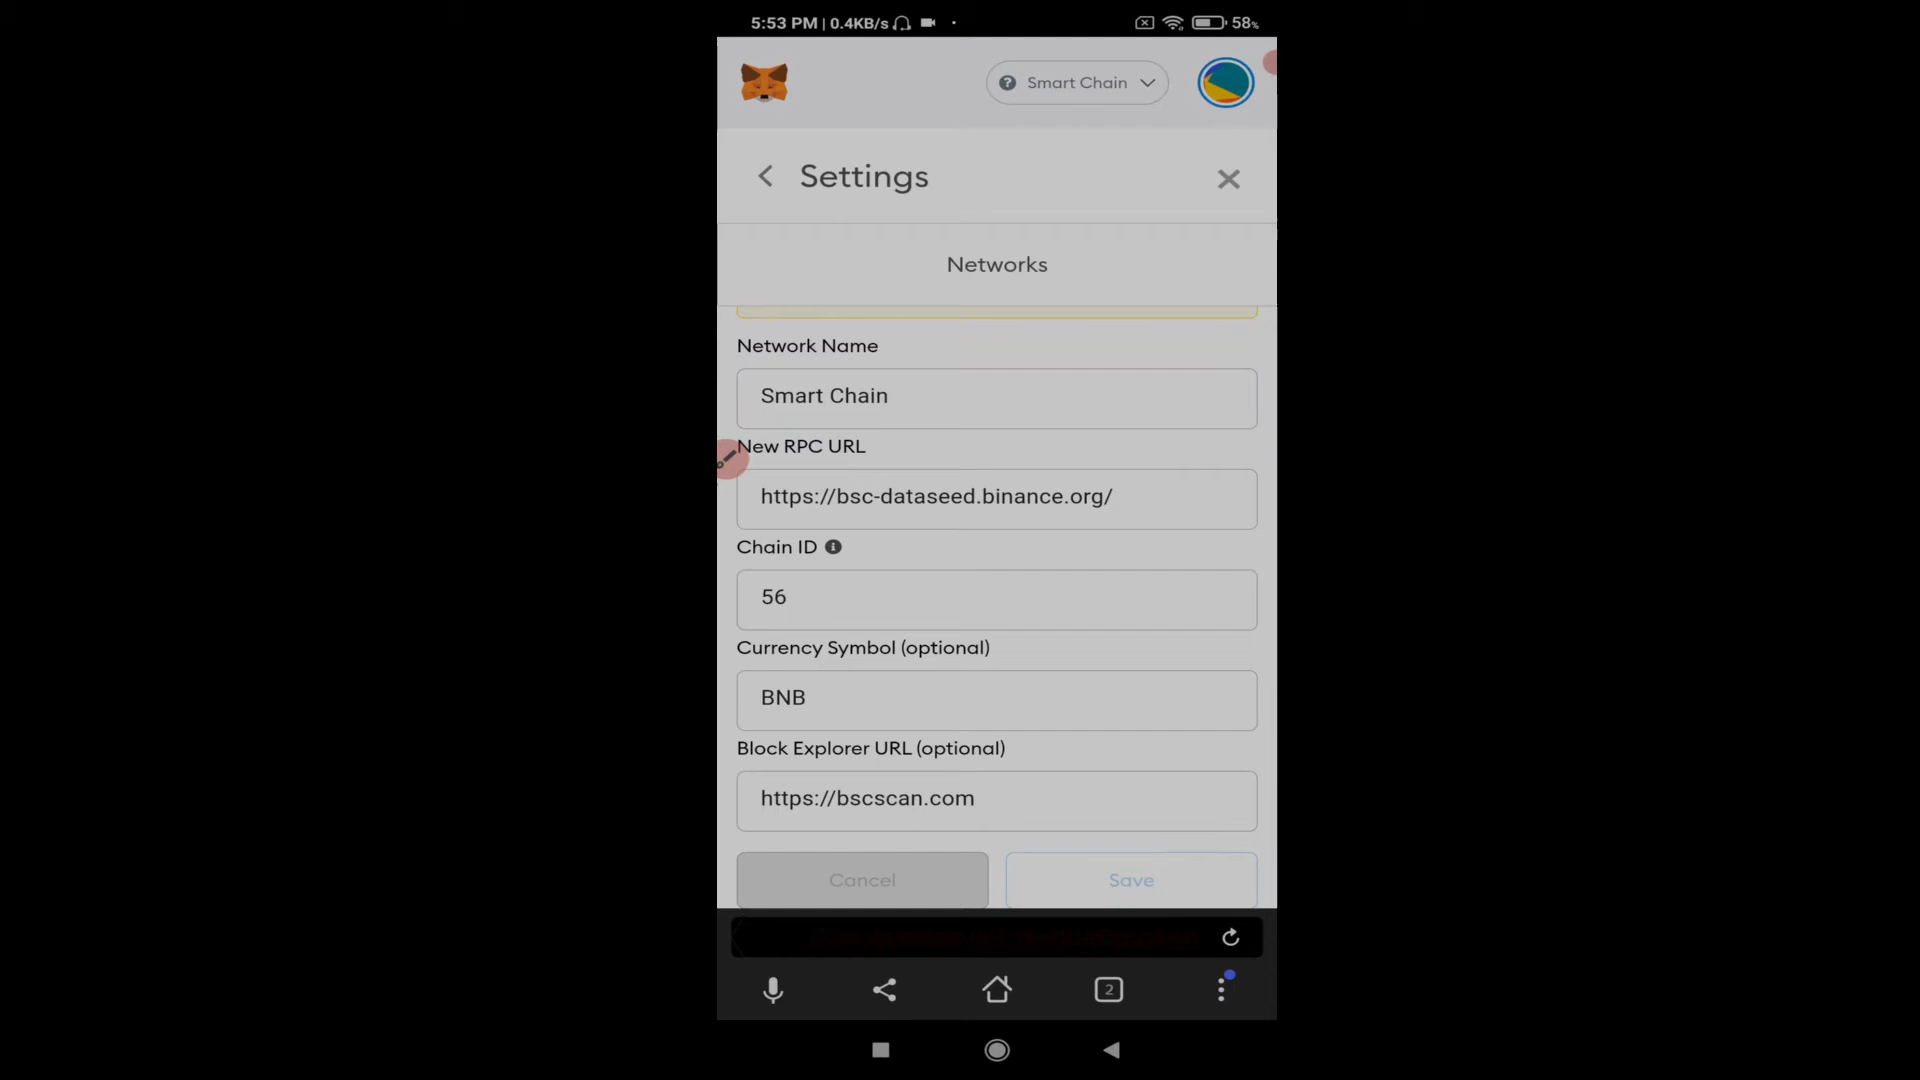 5:53 PM | 0.4KB/s
58%
Smart Chain
Settings
Networks
Network Name
Smart Chain
New RPC URL
https://bsc-dataseed.binance.org/
Chain ID
56
Currency Symbol (optional)
BNB
Block Explorer URL (optional)
https://bscscan.com
Cancel
Save
2